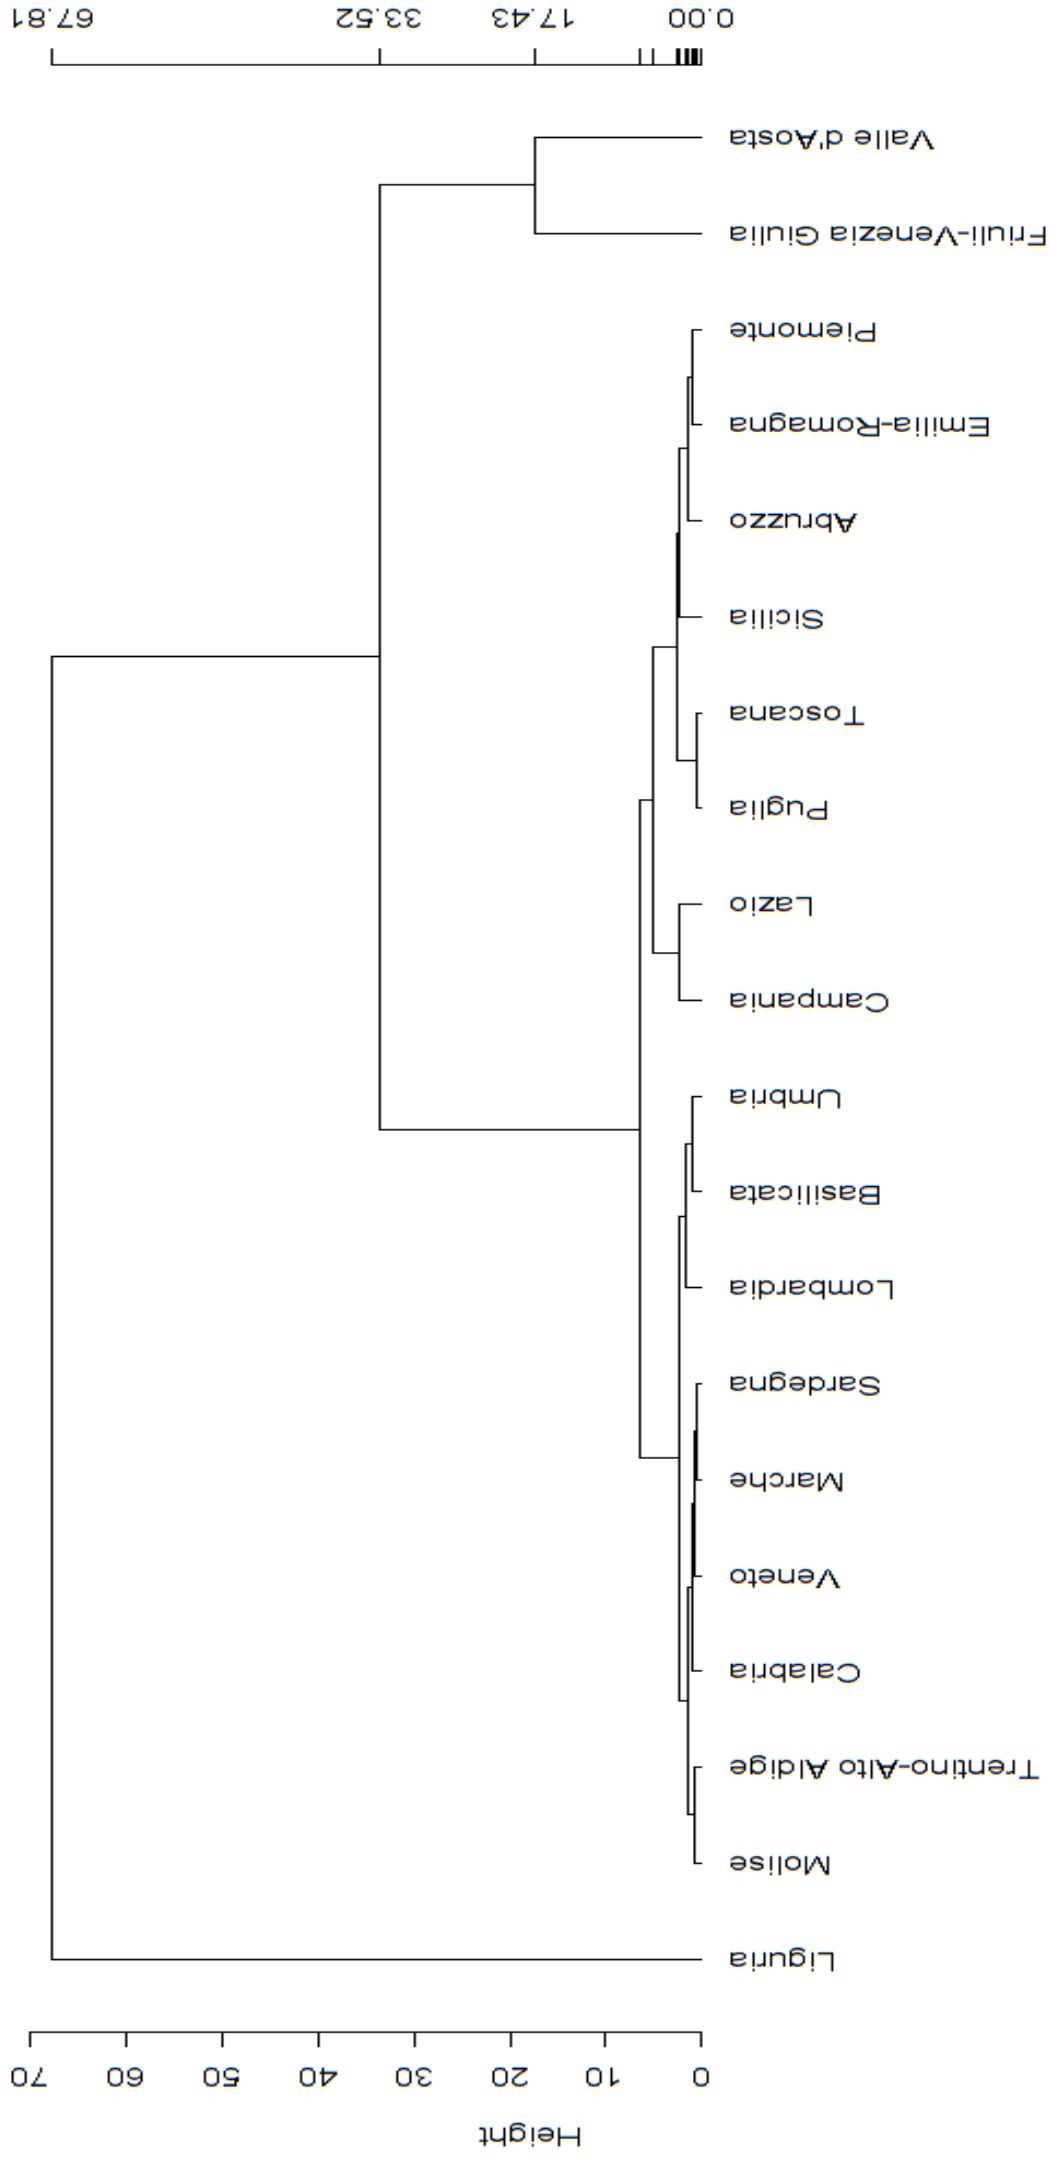 Height
0 10 20 30 40 50 60 70
Liguria
Molise
Trentino-Alto Aldige
Calabria
Veneto
Marche
Sardegna
Lombardia
Basilicata
Umbria
Campania
Lazio
Puglia
Toscana
Sicilia
Abruzzo
Emilia-Romagna
Piemonte
Friuli-Venezia Giulia
Valle d'Aosta
0.00 17.43 33.52 67.81